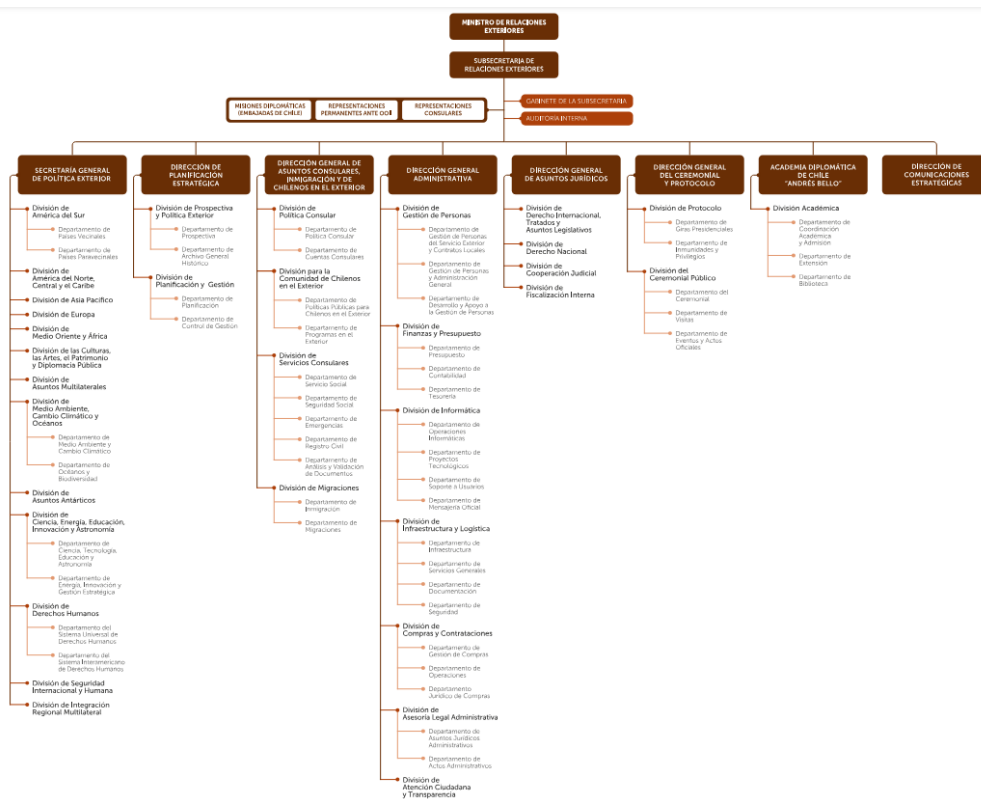 MINISTRO DE RELACIONES
EXTERIORES
SUBSECRETARIA DE
RELACIONES EXTERIORES
MISIONES DIPLOMÁTICAS
(EMBAJADAS DE CHILE)
REPRESENTACIONES
PERMANENTES ANTE OOII
REPRESENTACIONES
CONSULARES
GABINETE DE LA SUBSECRETARIA
AUDITORÍA INTERNA
SECRETARÍA GENERAL
DE POLÍTICA EXTERIOR
División de
América del Sur
Departamento de
Países Vecinales
Departamento de
Países Paravecinales
División de
América del Norte,
Central y el Caribe
División de Asia Pacífico
División de Europa
División de
Medio Oriente y África
División de las Culturas,
las Artes, el Patrimonio
y Diplomacia Pública
División de
Asuntos Multilaterales
División de
Medio Ambiente,
Cambio Climático y
Océanos
Departamento de
Medio Ambiente y
Cambio Climático
Departamento de
Océanos y
Biodiversidad
División de
Asuntos Antárticos
División de
Ciencia, Energía, Educación,
Innovación y Astronomía
Departamento de
Ciencia, Tecnología,
Educación y
Astronomía
Departamento de
Energía, Innovación y
Gestión Estratégica
División de
Derechos Humanos
Departamento del
Sistema Universal de
Derechos Humanos
Departamento del
Sistema Interamericano
de Derechos Humanos
División de Seguridad
Internacional y Humana
División de Integración
Regional Multilateral
DIRECCIÓN DE
PLANIFICACIÓN
ESTRATÉGICA
División de Prospectiva
y Política Exterior
Departamento de
Prospectiva
Departamento de
Archivo General
Histórico
División de
Planificación y Gestión
Departamento de
Planificación
Departamento de
Control de Gestión
DIRECCIÓN GENERAL DE
ASUNTOS CONSULARES,
INMIGRACIÓN Y DE
CHILENOS EN EL EXTERIOR
División de
Política Consular
Departamento de
Política Consular
Departamento de
Cuentas Consulares
División para la
Comunidad de Chilenos
en el Exterior
Departamento de
Políticas Públicas para
Chilenos en el Exterior
Departamento de
Programas en el
Exterior
División de
Servicios Consulares
Departamento de
Servicio Social
Departamento de
Seguridad Social
Departamento de
Emergencias
Departamento de
Registro Civil
Departamento de
Análisis y Validación
de Documentos
División de Migraciones
Departamento de
Inmigración
Departamento de
Migraciones
DIRECCIÓN GENERAL
ADMINISTRATIVA
División de
Gestión de Personas
Departamento de
Gestión de Personas
del Servicio Exterior
y Contratos Locales
Departamento de
Gestión de Personas
y Administración
General
Departamento de
Desarrollo y Apoyo a
la Gestión de Personas
División de
Finanzas y Presupuesto
Departamento de
Presupuesto
Departamento de
Contabilidad
Departamento de
Tesorería
División de Informática
Departamento de
Operaciones
Informáticas
Departamento de
Proyectos
Tecnológicos
Departamento de
Soporte a Usuarios
Departamento de
Mensajería Oficial
División de
Infraestructura y Logística
Departamento de
Infraestructura
Departamento de
Servicios Generales
Departamento de
Documentación
Departamento de
Seguridad
División de
Compras y Contrataciones
Departamento de
Gestión de Compras
Departamento de
Operaciones
Departamento
Jurídico de Compras
División de
Asesoría Legal Administrativa
Departamento de
Asuntos Jurídicos
Administrativos
Departamento de
Actos Administrativos
División de
Atención Ciudadana
y Transparencia
DIRECCIÓN GENERAL
DE ASUNTOS JURÍDICOS
División de
Derecho Internacional,
Tratados y
Asuntos Legislativos
División de
Derecho Nacional
División de
Cooperación Judicial
División de
Fiscalización Interna
DIRECCIÓN GENERAL
DEL CEREMONIAL
Y PROTOCOLO
División de Protocolo
Departamento de
Giras Presidenciales
Departamento de
Inmunidades y
Privilegios
División del
Ceremonial Público
Departamento del
Ceremonial
Departamento de
Visitas
Departamento de
Eventos y Actos
Oficiales
ACADEMIA DIPLOMÁTICA
DE CHILE
"ANDRÉS BELLO"
División Académica
Departamento de
Coordinación
Académica
y Admisión
Departamento de
Extensión
Departamento de
Biblioteca
DIRECCIÓN DE
COMUNICACIONES
ESTRATÉGICAS